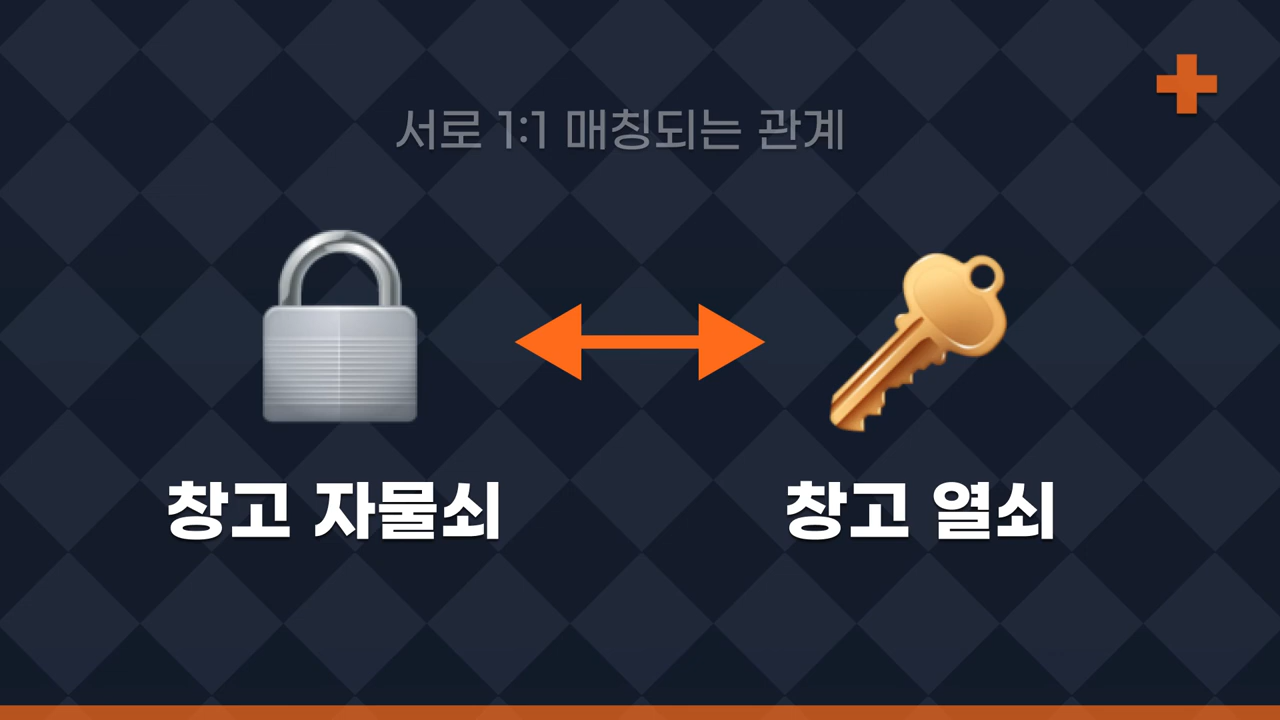 서로 1:1 매칭되는 관계
창고 자물쇠
창고 열쇠